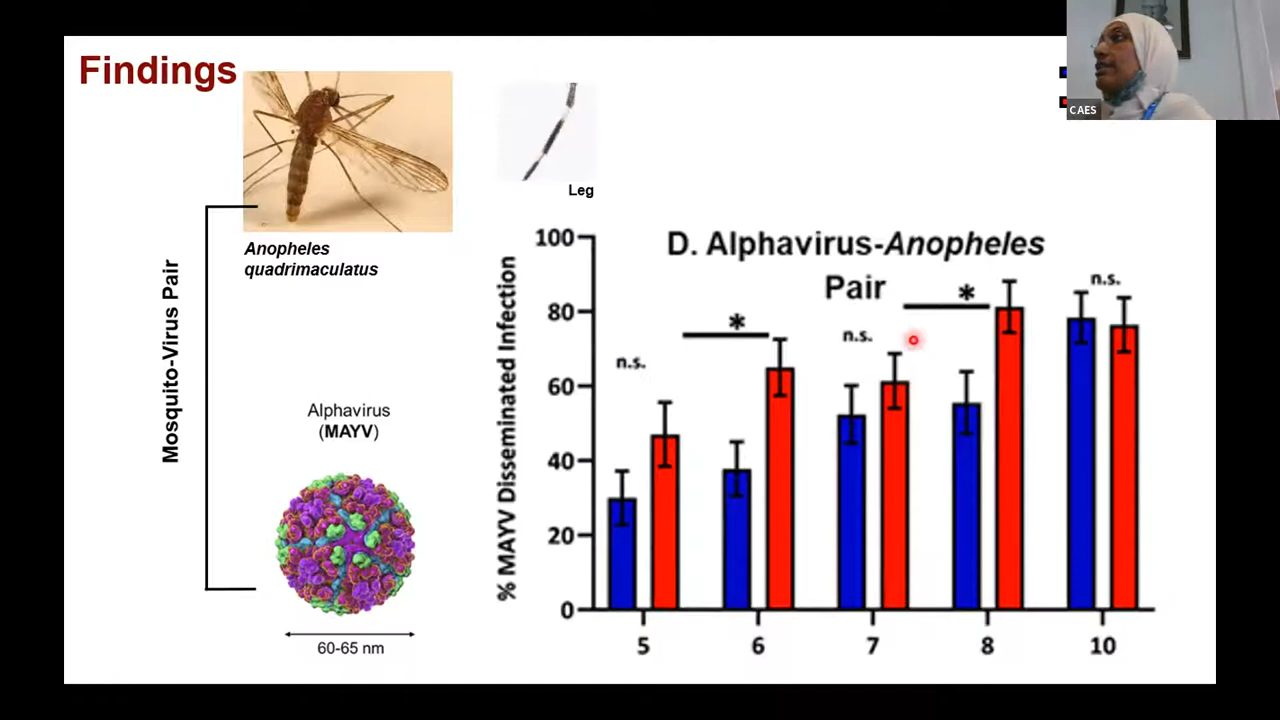 Findings
CAES
Leg
Anopheles
quadrimaculatus
Mosquito-Virus Pair
Alphavirus
(MAYV)
60-65 nm
D. Alphavirus-Anopheles
Pair
% MAYV Disseminated Infection
100
80
60
40
20
0
n.s.
*
n.s.
*
n.s.
5 6 7 8 10